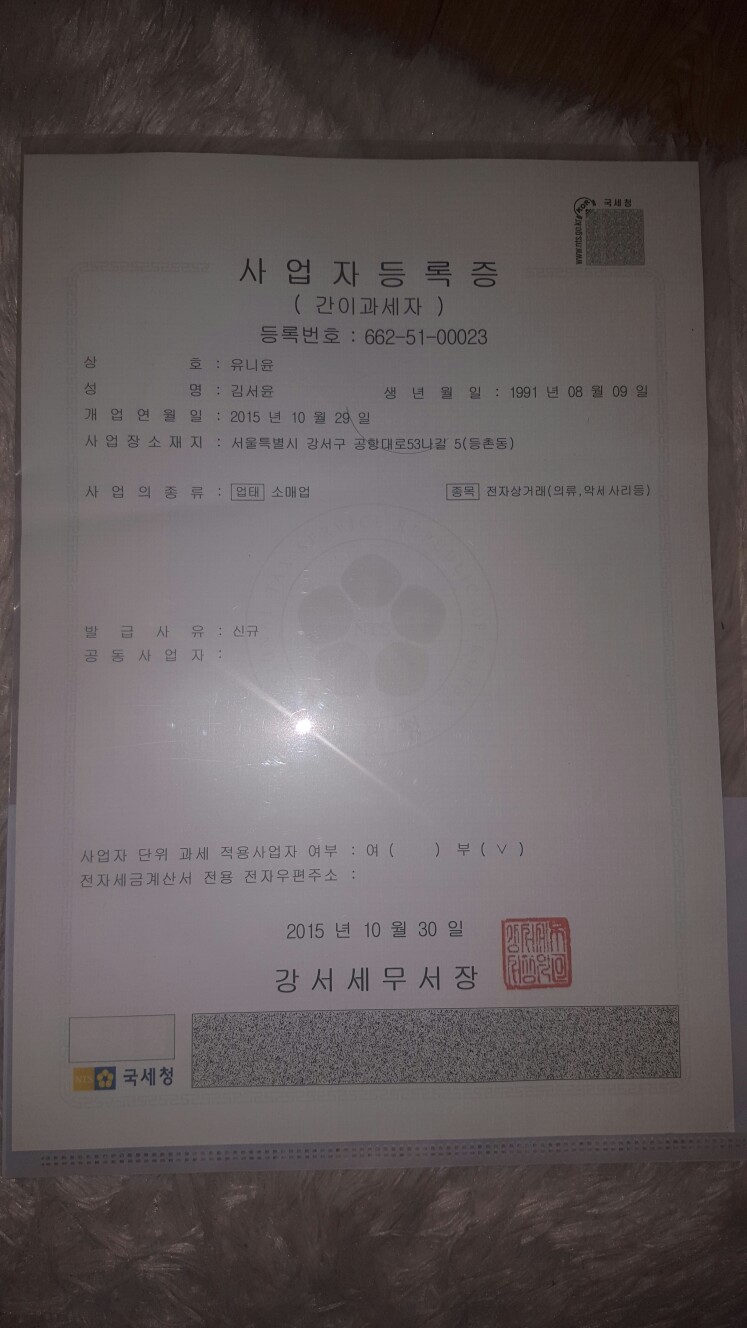 국세청
www.nts.go.kr
사업자등록증
( 간이과세자 )
등록번호 : 662-51-00023
상 호 : 유니윤
성 명 : 김서윤 생 년 월 일 : 1991 년 08 월 09 일
개 업 연 월 일 : 2015 년 10 월 29 일
사 업 장 소 재 지 : 서울특별시 강서구 공항대로53나길 5(등촌동)
사 업 의 종 류 : 업태 소매업 종목 전자상거래(의류,악세사리등)
발 급 사 유 : 신규
공 동 사 업 자 :
사업자 단위 과세 적용사업자 여부 : 여 ( ) 부 ( ∨ )
전자세금계산서 전용 전자우편주소 :
2015 년 10 월 30 일
강서세무서장
NTS 국세청